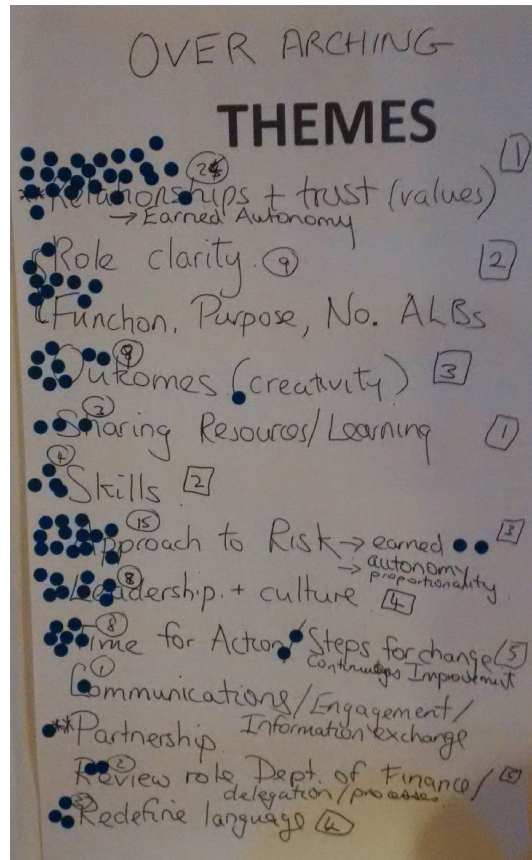 OVER ARCHING
THEMES
1
** Relationships + trust (values)
→ Earned Autonomy
Role clarity 9 2
Function, Purpose, No. ALBs
9
Outcomes (creativity) 3
3
Sharing Resources/Learning 1
4
Skills 2
15
Approach to Risk → earned 3
→ autonomy
proportionality
8
Leadership + culture 4
8
Time for Action/Steps for change 5
Continuous Improvement
1
Communications/Engagement/
Information exchange
**Partnership
2
Review role Dept. of Finance/
delegation/processes
Redefine language 4